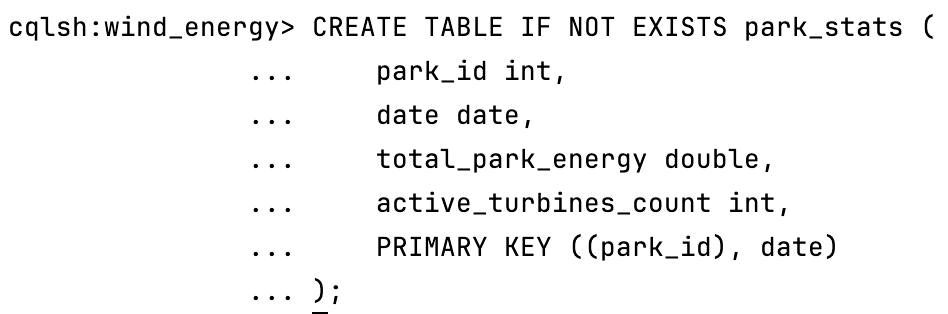 cqlsh:wind_energy> CREATE TABLE IF NOT EXISTS park_stats (
...     park_id int,
...     date date,
...     total_park_energy double,
...     active_turbines_count int,
...     PRIMARY KEY ((park_id), date)
... );